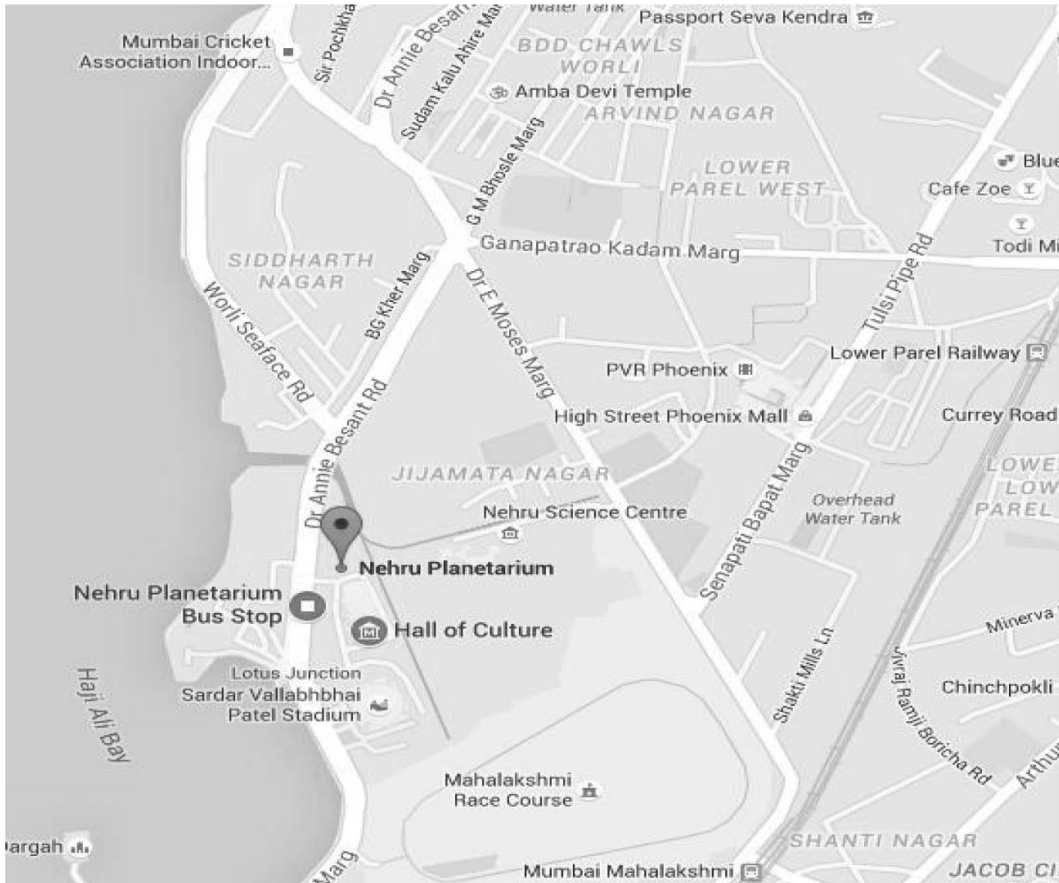 Water Tank
Passport Seva Kendra
Mumbai Cricket
Association Indoor...
Sir Pochkha
Dr Annie Besant
Sudam Kalu Ahire Mar
BDD CHAWLS
WORLI
Amba Devi Temple
ARVIND NAGAR
G M Bhosle Marg
LOWER
PAREL WEST
Blue
Cafe Zoe
Todi Mi
Ganapatrao Kadam Marg
SIDDHARTH
NAGAR
BG Kher Marg
Dr E Moses Marg
Tulsi Pipe Rd
Worli Seaface Rd
Lower Parel Railway
PVR Phoenix
High Street Phoenix Mall
Currey Road
Dr Annie Besant Rd
JIJAMATA NAGAR
Senapati Bapat Marg
LOWE
LOW
PAREL
Overhead
Water Tank
Nehru Science Centre
Nehru Planetarium
Nehru Planetarium
Bus Stop
Hall of Culture
Minerva
Shakti Mills Ln
Jivraj Ramji Boricha Rd
Lotus Junction
Sardar Vallabhbhai
Patel Stadium
Chinchpokli
Haji Ali Bay
Arthu
Mahalakshmi
Race Course
Dargah
SHANTI NAGAR
Marg
Mumbai Mahalakshmi
JACOB CI